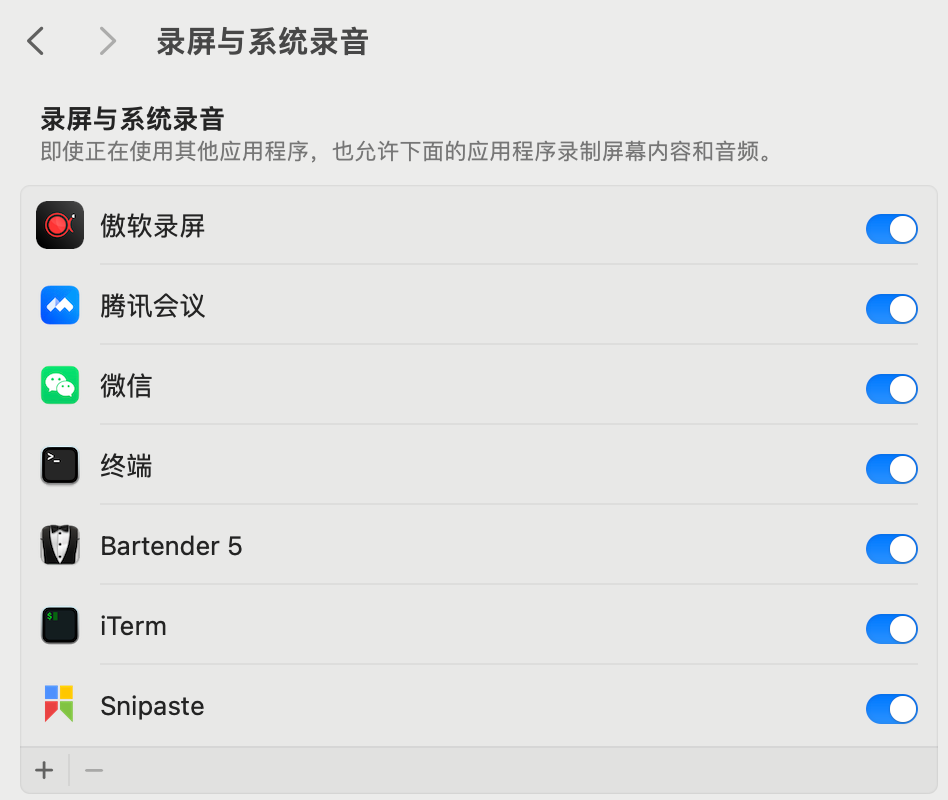 录屏与系统录音
录屏与系统录音
即使正在使用其他应用程序，也允许下面的应用程序录制屏幕内容和音频。
傲软录屏
腾讯会议
微信
终端
Bartender 5
iTerm
Snipaste